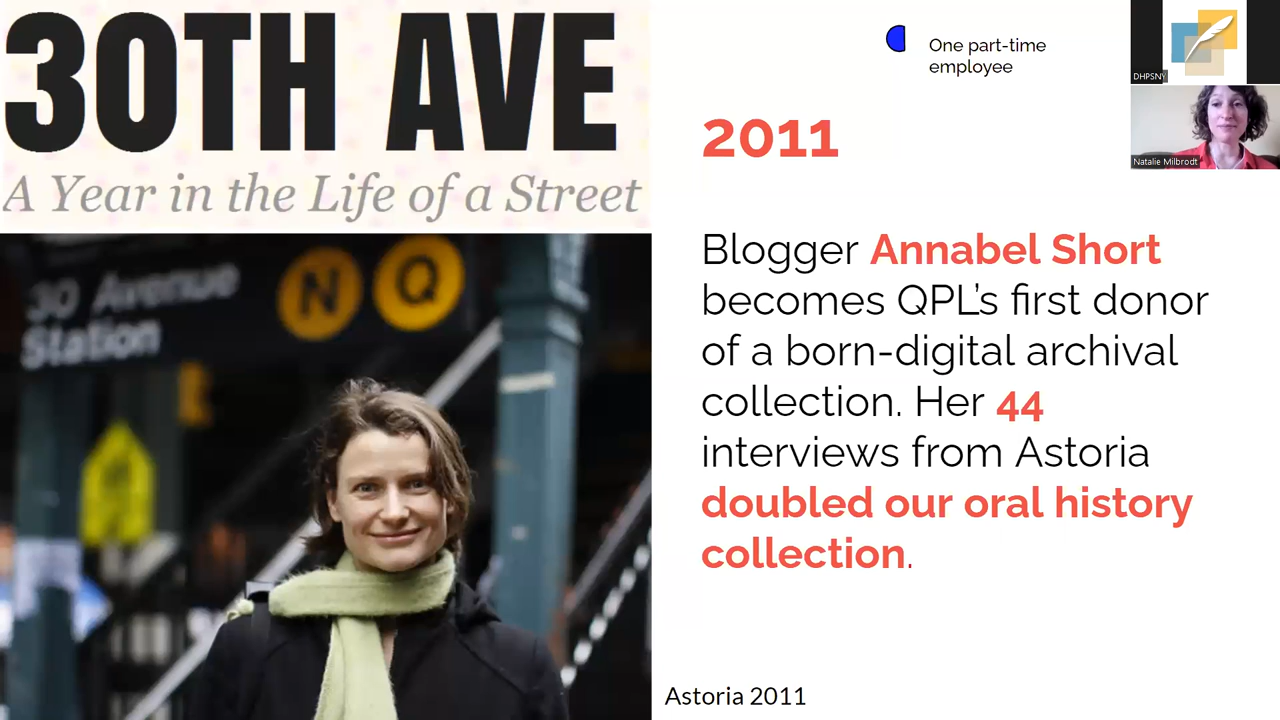 30TH AVE
A Year in the Life of a Street
30 Avenue
Station
N Q
One part-time
employee
2011
Blogger Annabel Short
becomes QPL's first donor
of a born-digital archival
collection. Her 44
interviews from Astoria
doubled our oral history
collection.
Astoria 2011
DHPSNY
Natalie Milbrodt